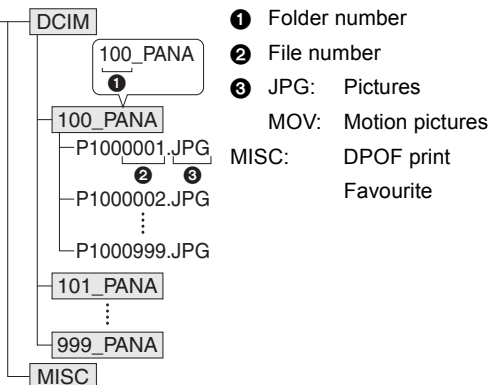 DCIM
100_PANA
❶
100_PANA
P1000001.JPG
❷ ❸
P1000002.JPG
P1000999.JPG
101_PANA
999_PANA
MISC
❶ Folder number
❷ File number
❸ JPG: Pictures
MOV: Motion pictures
MISC: DPOF print
Favourite